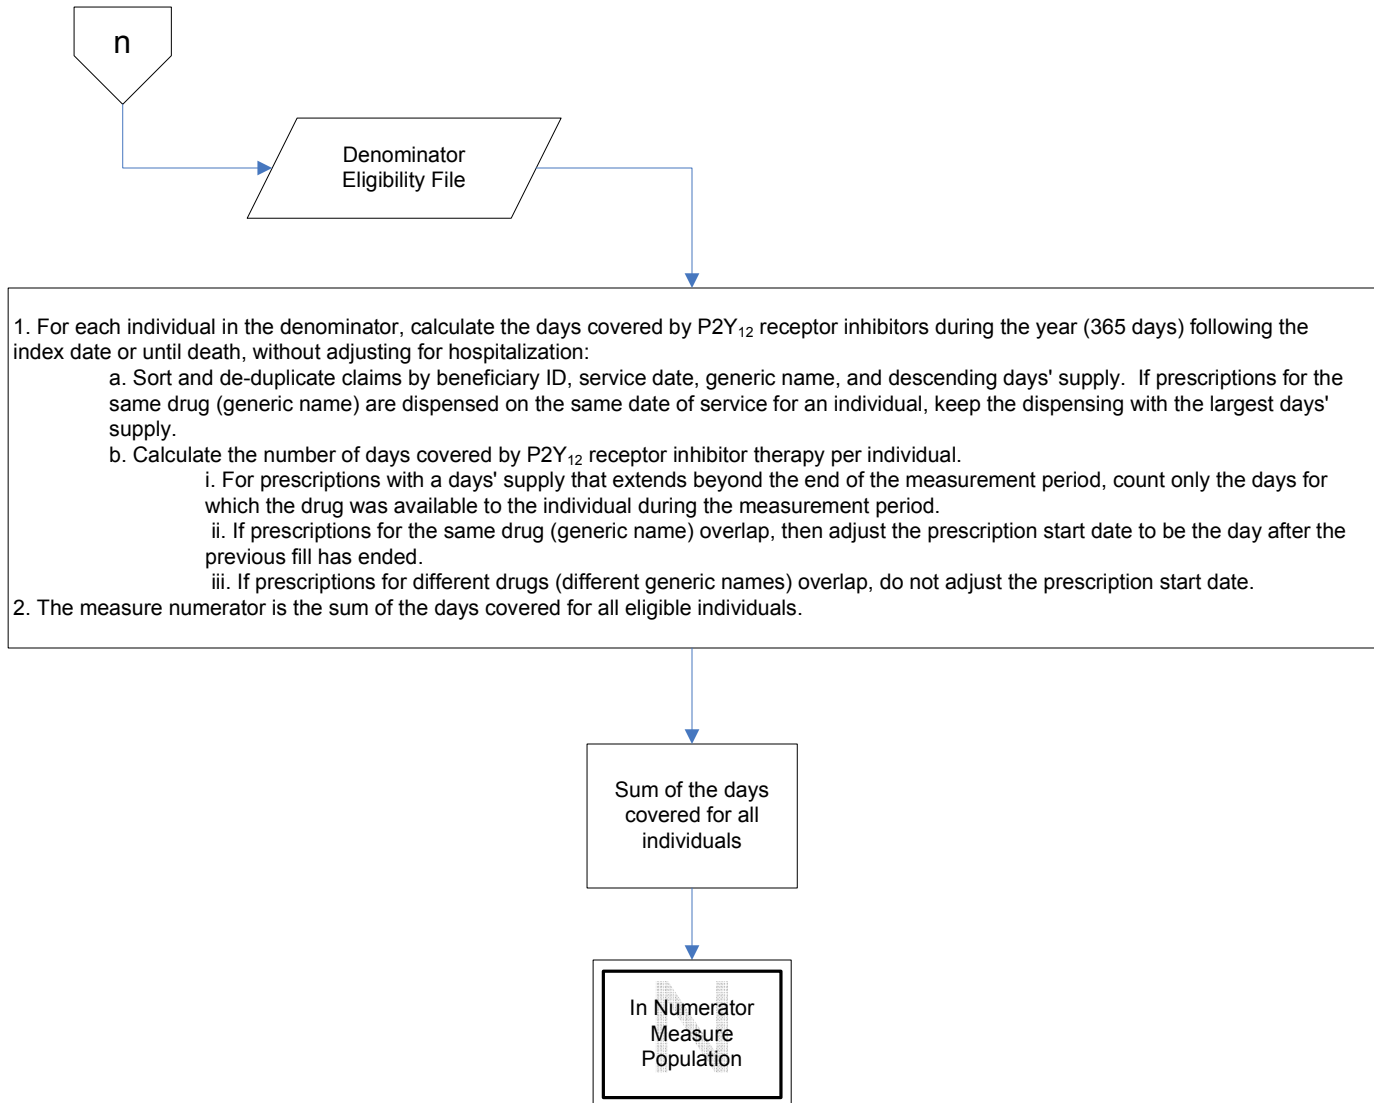 n
Denominator
Eligibility File
1. For each individual in the denominator, calculate the days covered by P2Y₁₂ receptor inhibitors during the year (365 days) following the
index date or until death, without adjusting for hospitalization:
a. Sort and de-duplicate claims by beneficiary ID, service date, generic name, and descending days' supply.  If prescriptions for the
same drug (generic name) are dispensed on the same date of service for an individual, keep the dispensing with the largest days'
supply.
b. Calculate the number of days covered by P2Y₁₂ receptor inhibitor therapy per individual.
i. For prescriptions with a days' supply that extends beyond the end of the measurement period, count only the days for
which the drug was available to the individual during the measurement period.
ii. If prescriptions for the same drug (generic name) overlap, then adjust the prescription start date to be the day after the
previous fill has ended.
iii. If prescriptions for different drugs (different generic names) overlap, do not adjust the prescription start date.
2. The measure numerator is the sum of the days covered for all eligible individuals.
Sum of the days
covered for all
individuals
N
In Numerator
Measure
Population